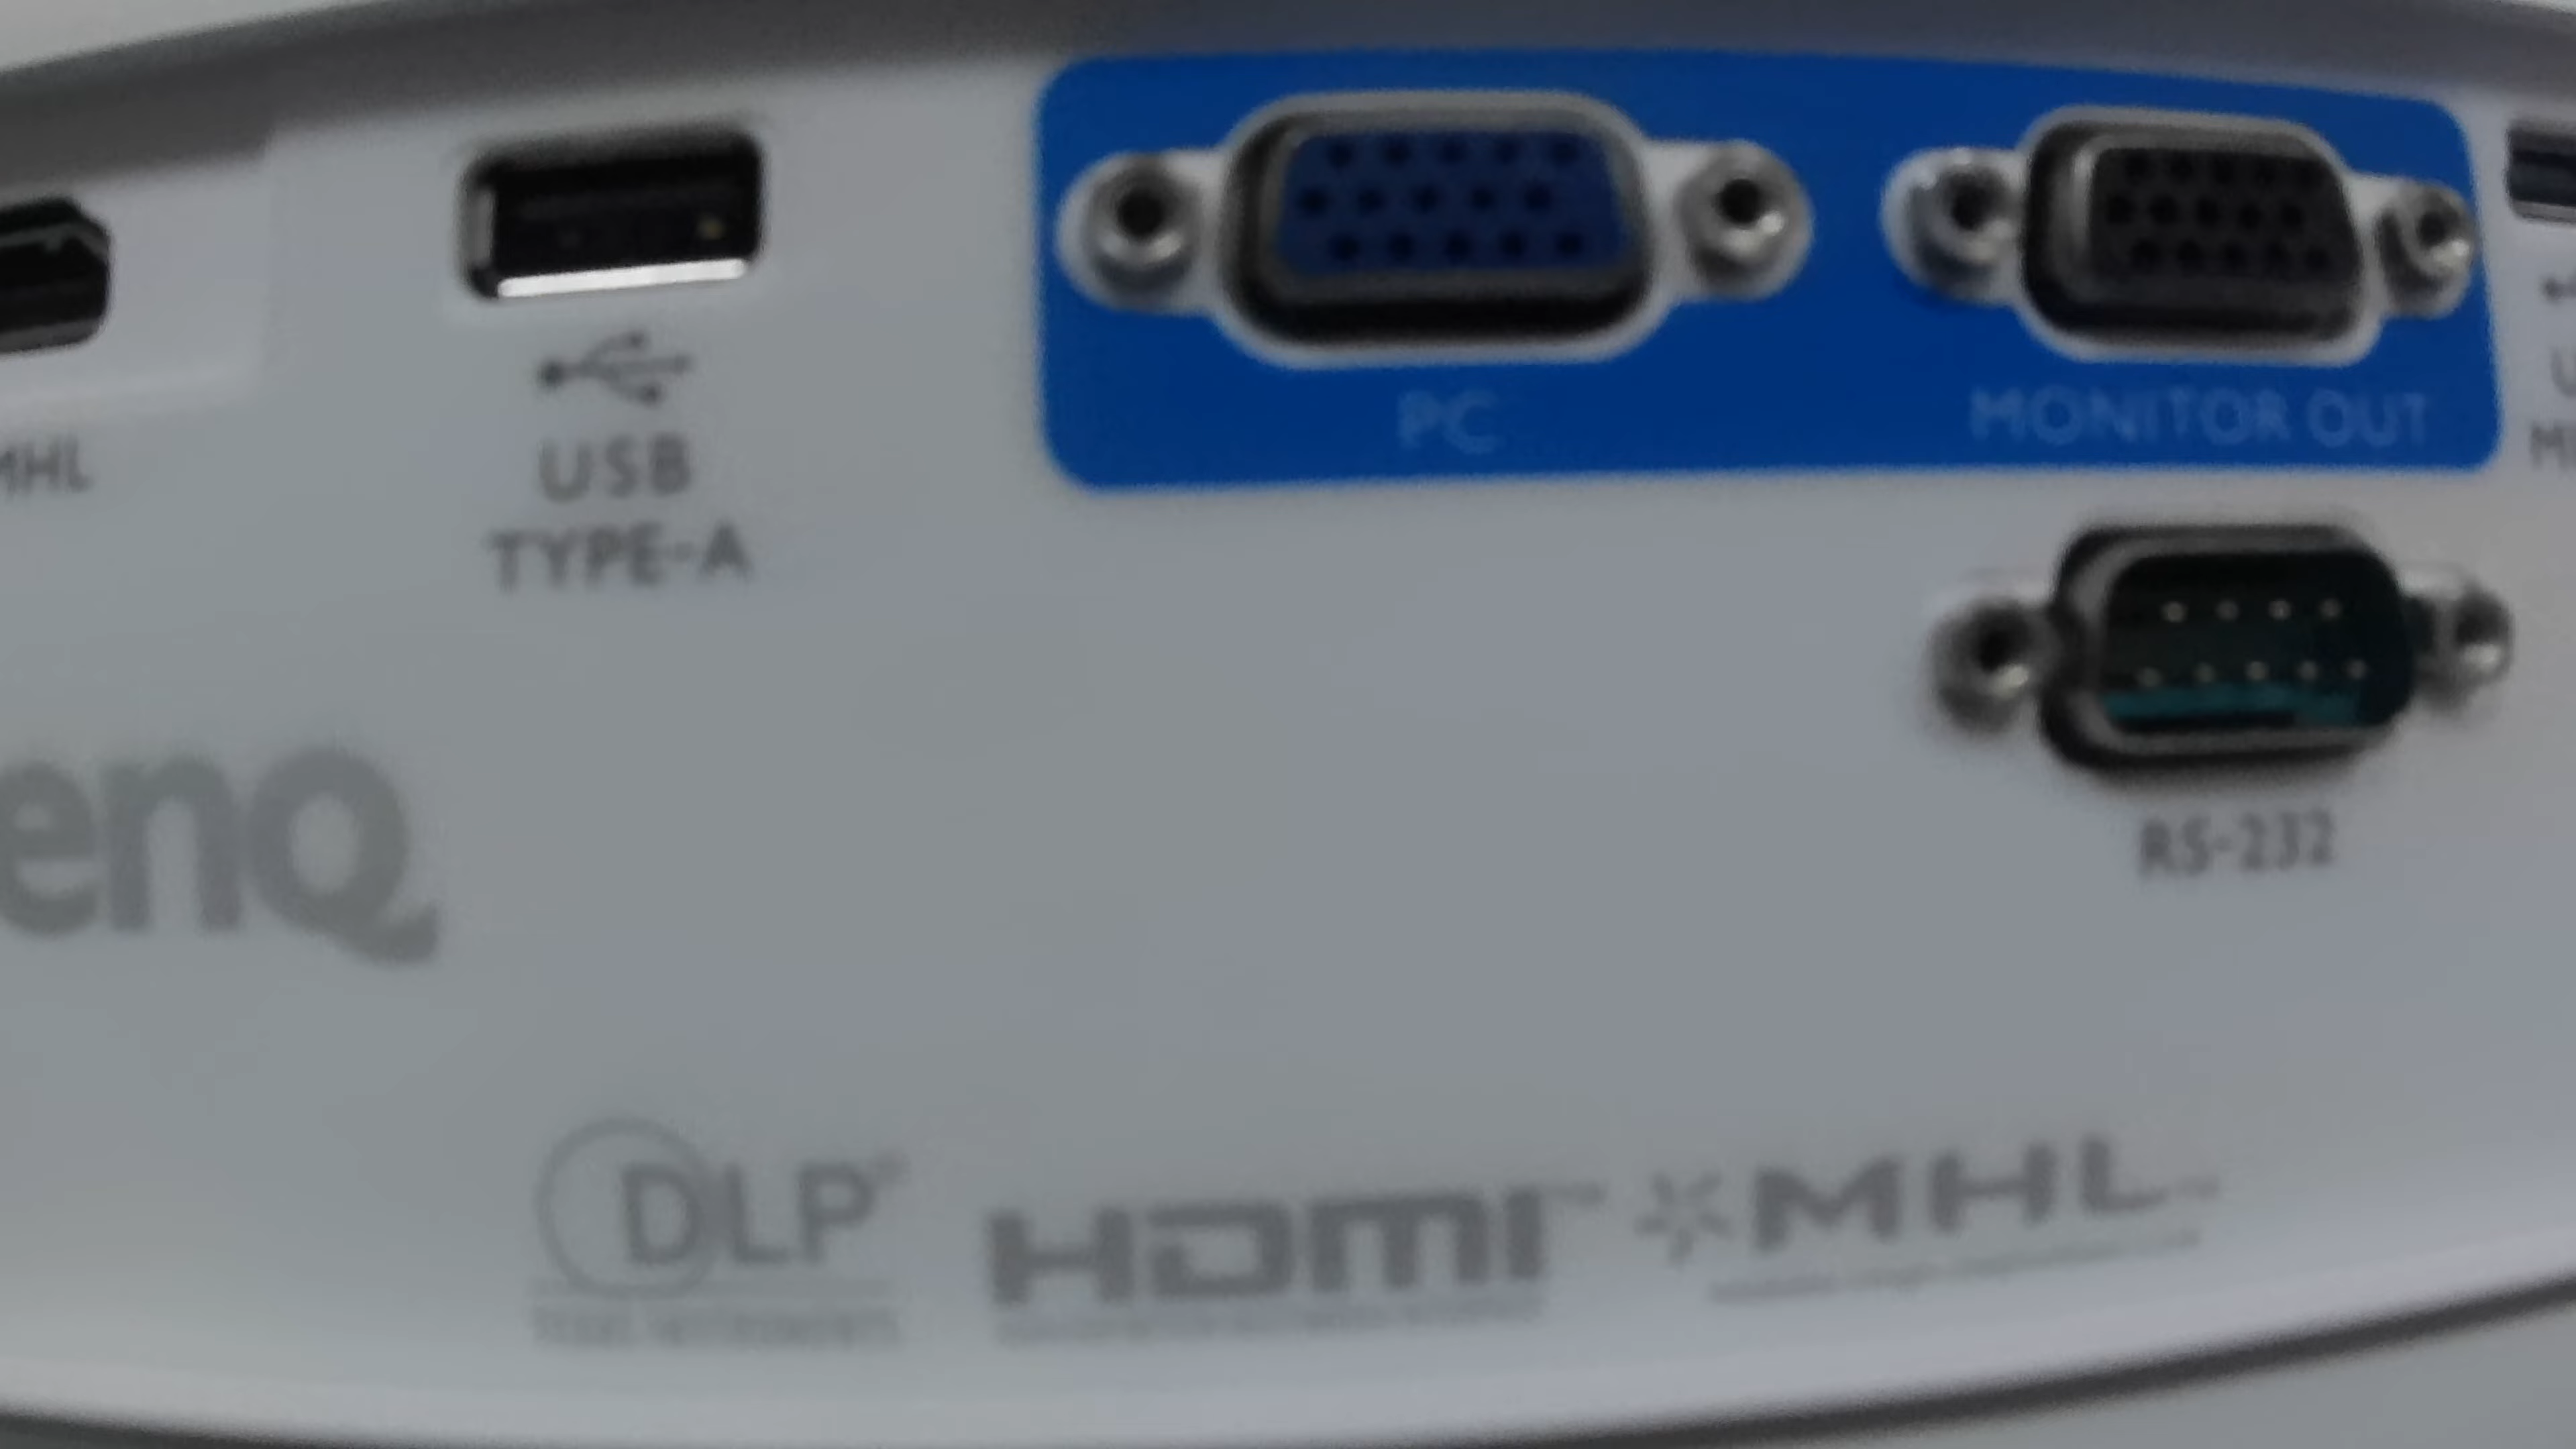 MHL
USB
TYPE-A
PC
MONITOR OUT
RS-232
enQ
DLP
HDMI
MHL